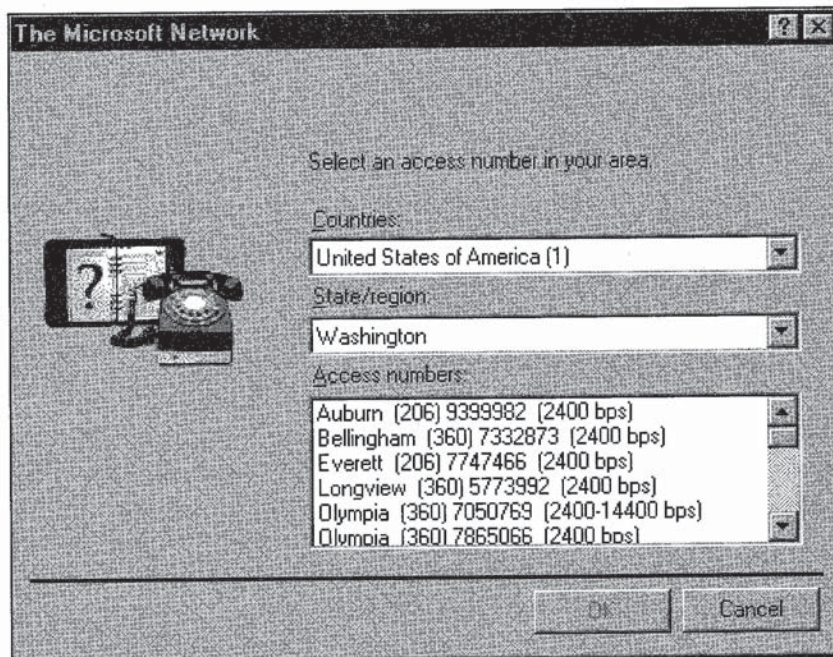 The Microsoft Network
? X
Select an access number in your area.
Countries:
United States of America (1)
State/region:
Washington
Access numbers:
Auburn (206) 9399982 (2400 bps)
Bellingham (360) 7332873 (2400 bps)
Everett (206) 7747466 (2400 bps)
Longview (360) 5773992 (2400 bps)
Olympia (360) 7050769 (2400-14400 bps)
Olympia (360) 7865066 (2400 bps)
?
OK
Cancel